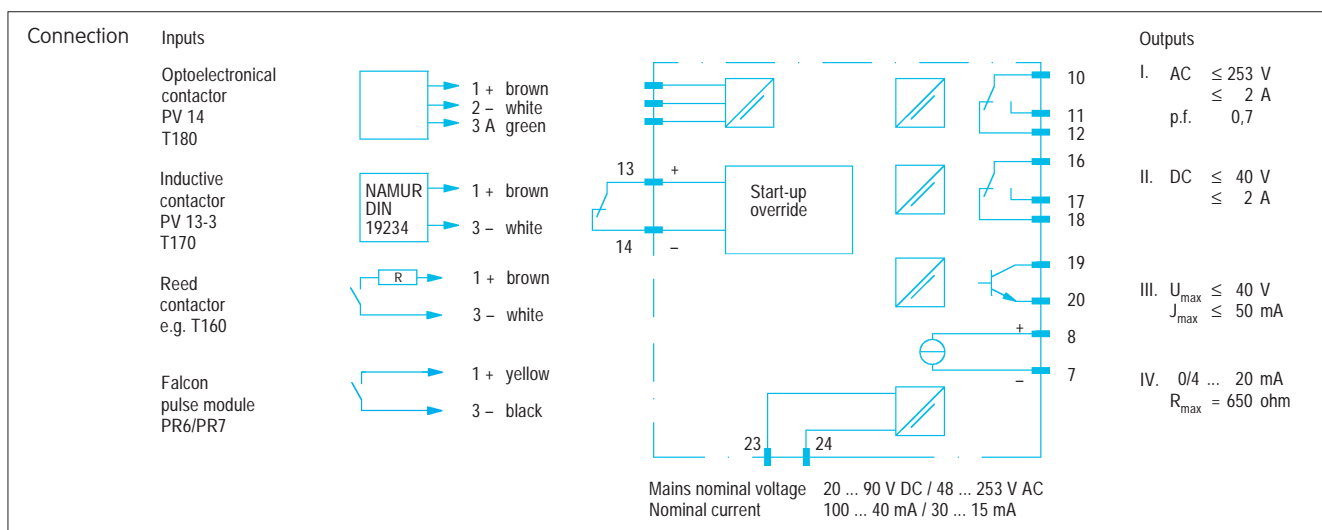 Connection
Inputs
Outputs
Optoelectronical
contactor
PV 14
T180
1 + brown
2 – white
3 A green
Inductive
contactor
PV 13-3
T170
NAMUR
DIN
19234
1 + brown
3 – white
Reed
contactor
e.g. T160
R
1 + brown
3 – white
Falcon
pulse module
PR6/PR7
1 + yellow
3 – black
13
+
14
–
Start-up
override
10
11
12
16
17
18
19
20
+
8
–
7
23
24
I. AC ≤ 253 V
≤ 2 A
p.f. 0,7
II. DC ≤ 40 V
≤ 2 A
III. Umax ≤ 40 V
Jmax ≤ 50 mA
IV. 0/4 ... 20 mA
Rmax = 650 ohm
Mains nominal voltage 20 ... 90 V DC / 48 ... 253 V AC
Nominal current 100 ... 40 mA / 30 ... 15 mA